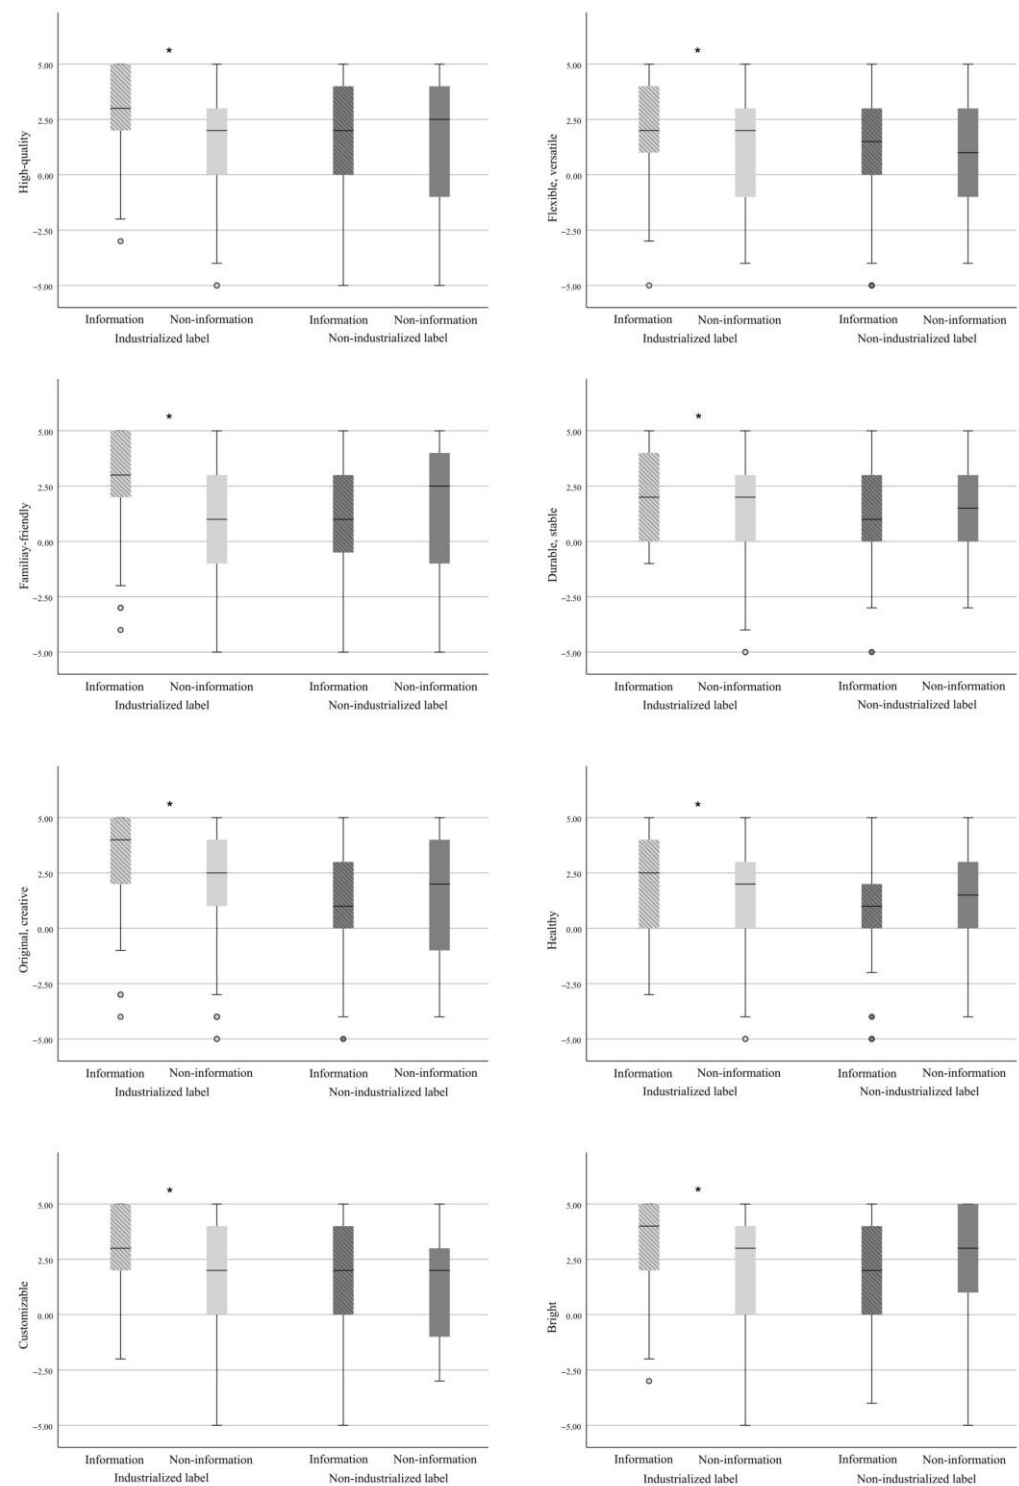 *
5.00
2.50
0.00
−2.50
−5.00
High-quality
Information Non-information Information Non-information
Industrialized label Non-industrialized label
*
5.00
2.50
0.00
−2.50
−5.00
Flexible, versatile
Information Non-information Information Non-information
Industrialized label Non-industrialized label
*
5.00
2.50
0.00
−2.50
−5.00
Familiay-friendly
Information Non-information Information Non-information
Industrialized label Non-industrialized label
*
5.00
2.50
0.00
−2.50
−5.00
Durable, stable
Information Non-information Information Non-information
Industrialized label Non-industrialized label
*
5.00
2.50
0.00
−2.50
−5.00
Original, creative
Information Non-information Information Non-information
Industrialized label Non-industrialized label
*
5.00
2.50
0.00
−2.50
−5.00
Healthy
Information Non-information Information Non-information
Industrialized label Non-industrialized label
*
5.00
2.50
0.00
−2.50
−5.00
Customizable
Information Non-information Information Non-information
Industrialized label Non-industrialized label
*
5.00
2.50
0.00
−2.50
−5.00
Bright
Information Non-information Information Non-information
Industrialized label Non-industrialized label